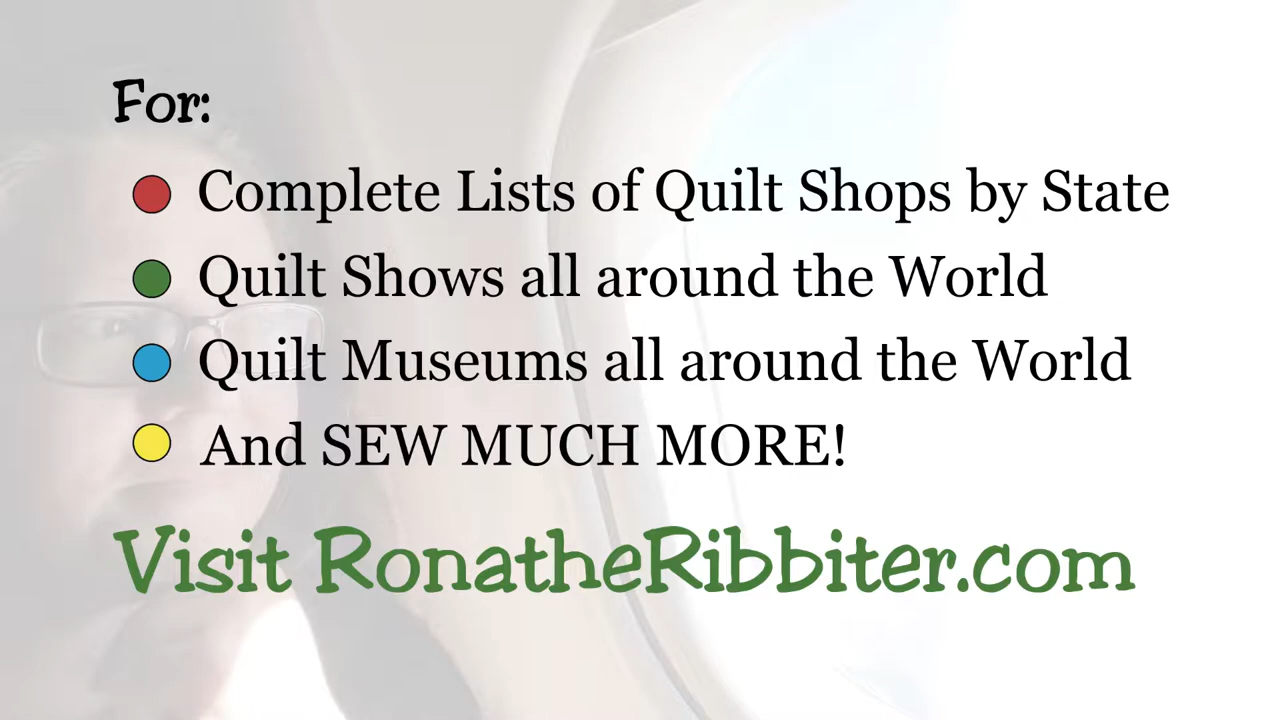 For:
Complete Lists of Quilt Shops by State
Quilt Shows all around the World
Quilt Museums all around the World
And SEW MUCH MORE!
Visit RonatheRibbiter.com